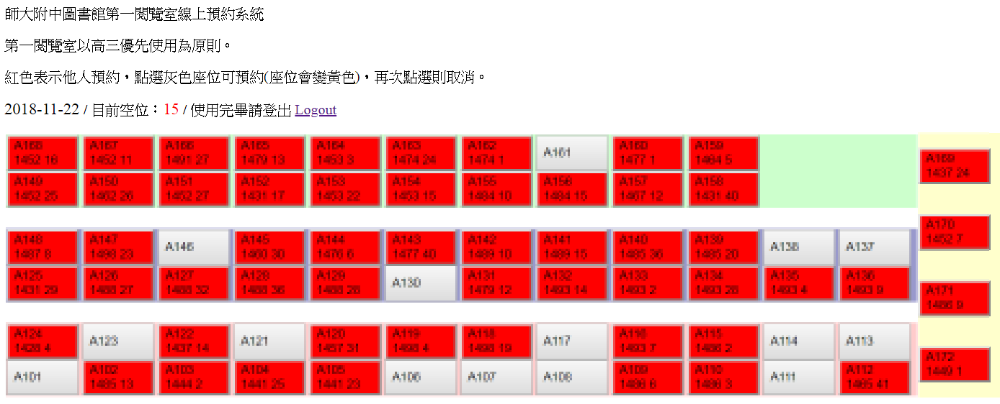 師大附中圖書館第一閱覽室線上預約系統
第一閱覽室以高三優先使用為原則。
紅色表示他人預約，點選灰色座位可預約(座位會變黃色)，再次點選則取消。
2018-11-22 / 目前空位：15 / 使用完畢請登出 Logout
A168 A167 A166 A165 A164 A163 A162 A161 A160 A159
1452 16 1452 11 1491 27 1479 13 1453 3 1474 24 1474 1 1477 1 1464 5
A169
1437 24
A149 A150 A151 A152 A153 A154 A155 A156 A157 A158
1452 25 1452 27 1431 17 1453 22 1453 15 1484 10 1484 15 1467 12 1431 40
A170
1452 7
A148 A147 A146 A145 A144 A143 A142 A141 A140 A139 A138 A137
1487 8 1498 23 1460 30 1476 6 1477 40 1489 10 1489 15 1485 36 1485 20
A125 A126 A127 A128 A129 A130 A131 A132 A133 A134 A135 A136
1431 29 1488 27 1488 32 1488 36 1488 28 1479 12 1493 14 1493 2 1493 28 1493 4 1493 9
A171
A124 A123 A122 A121 A120 A119 A118 A117 A116 A115 A114 A113
1437 14 1457 31 1498 4 1498 19 1493 7 1486 2
A172
1449 1
A101 A102 A103 A104 A105 A106 A107 A108 A109 A110 A111 A112
1485 13 1444 2 1441 25 1441 23 1486 6 1486 3 1485 41